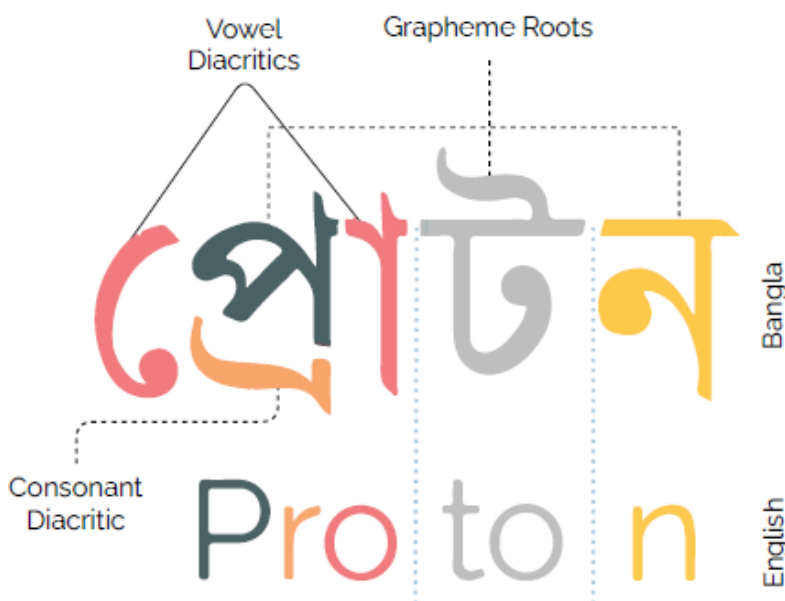 Vowel
Diacritics
Grapheme Roots
প্রোটন
Bangla
Consonant
Diacritic
Proton
English